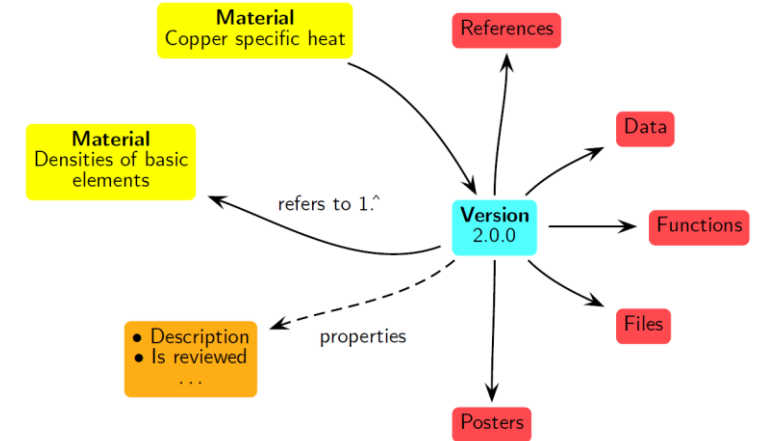 Material
Copper specific heat
References
Data
Material
Densities of basic
elements
refers to 1.^
Version
2.0.0
Functions
• Description
• Is reviewed
...
properties
Files
Posters